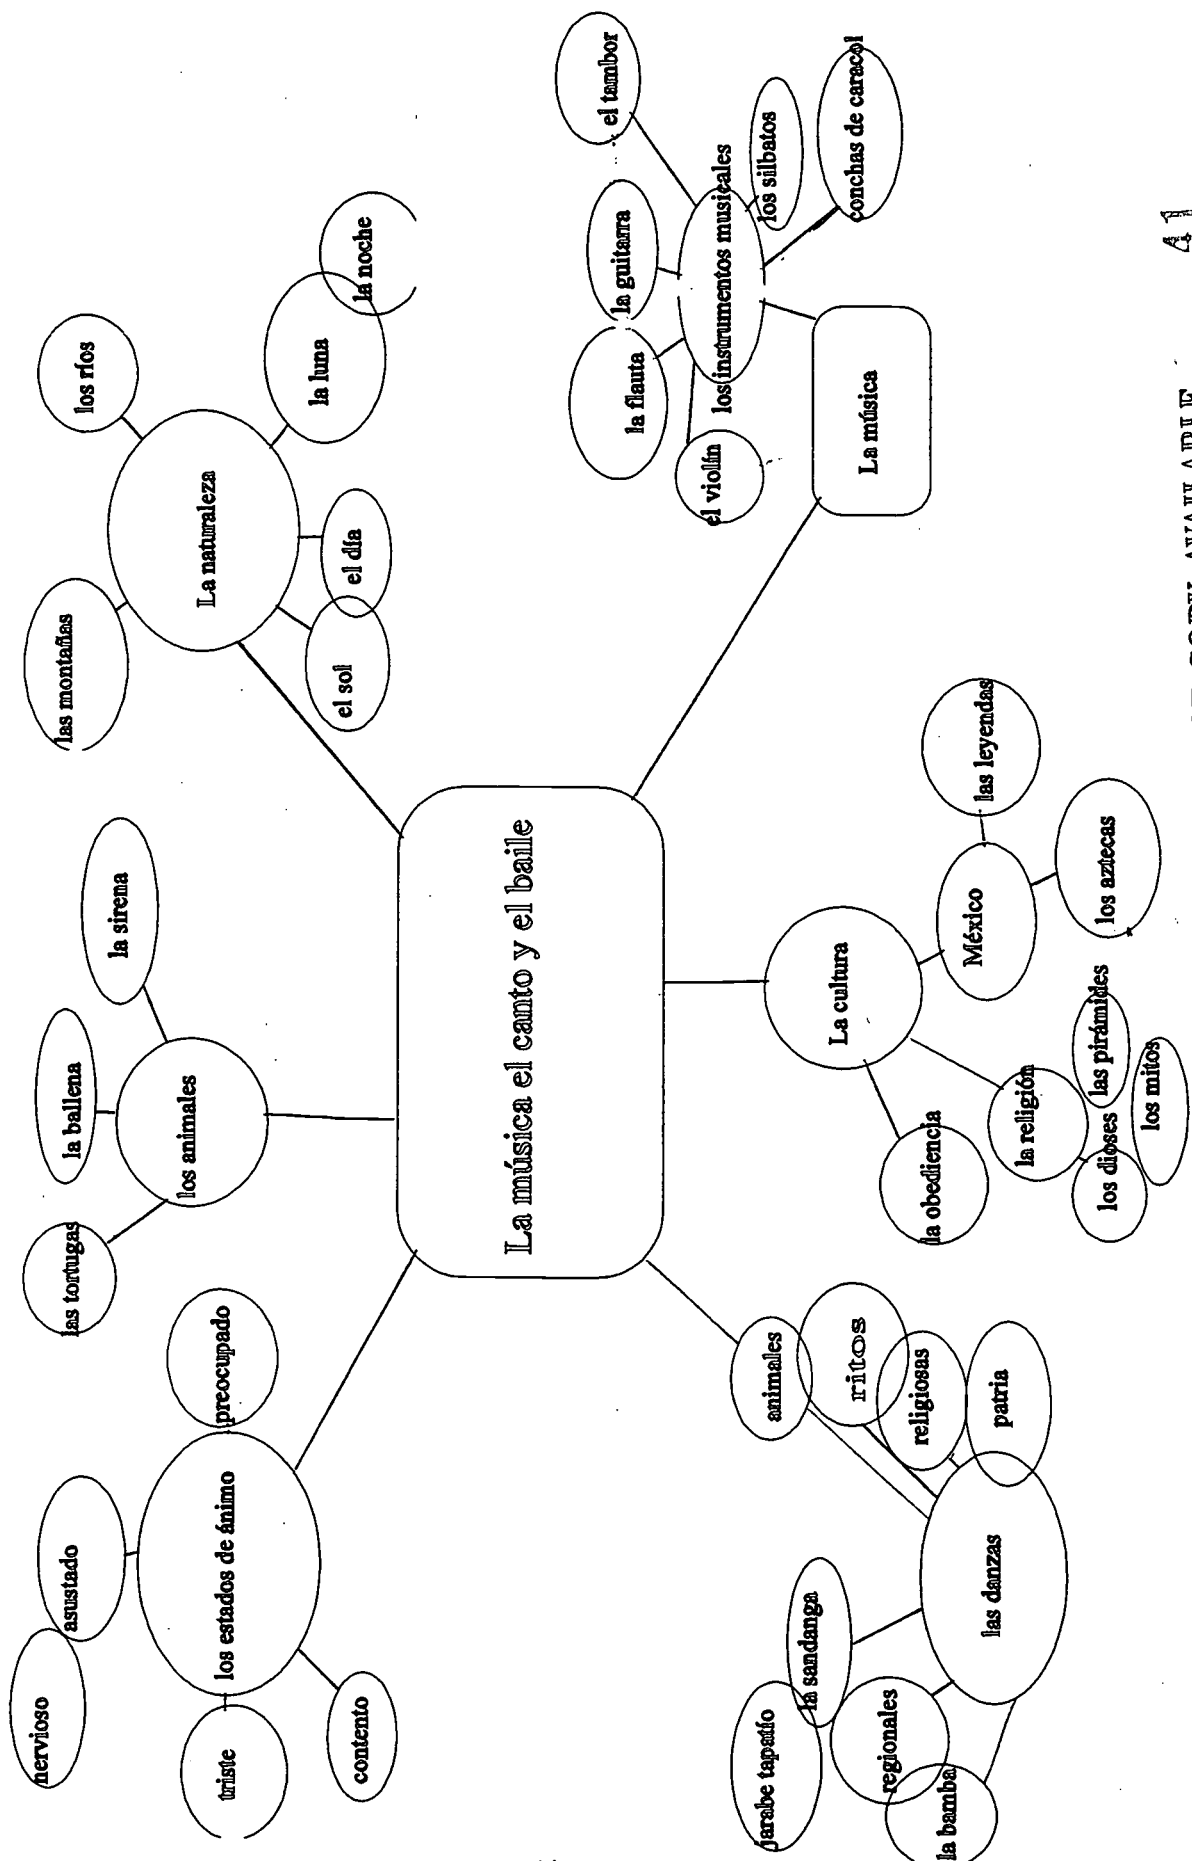 nervioso
asustado
triste
los estados de ánimo
preocupado
contento
las tortugas
la ballena
la sirena
los animales
las montañas
los ríos
La naturaleza
la luna
la noche
el sol
el día
La música el canto y el baile
jarabe tapatío
la sandanga
regionales
la bamba
las danzas
animales
ritos
religiosas
patria
La cultura
la obediencia
la religión
los dioses
las pirámides
los mitos
México
las leyendas
los aztecas
el violín
la flauta
la guitarra
el tambor
los instrumentos musicales
los silbatos
conchas de caracol
La música
COPY AVAILABLE
41